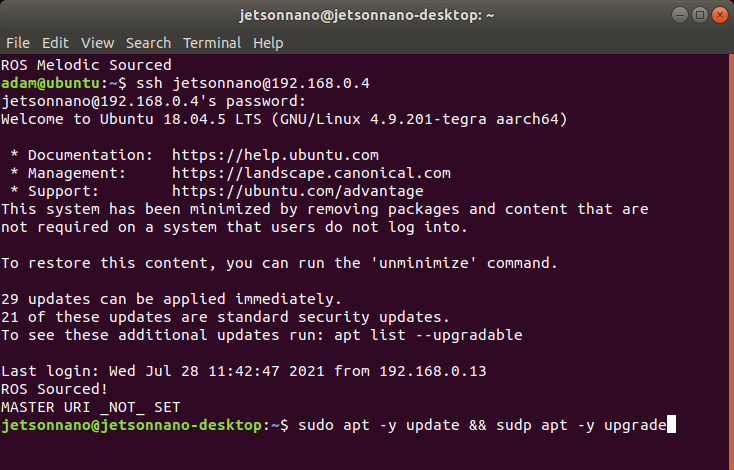 jetsonnano@jetsonnano-desktop: ~
File Edit View Search Terminal Help
ROS Melodic Sourced
adam@ubuntu:~$ ssh jetsonnano@192.168.0.4
jetsonnano@192.168.0.4's password:
Welcome to Ubuntu 18.04.5 LTS (GNU/Linux 4.9.201-tegra aarch64)
* Documentation: https://help.ubuntu.com
* Management: https://landscape.canonical.com
* Support: https://ubuntu.com/advantage
This system has been minimized by removing packages and content that are
not required on a system that users do not log into.
To restore this content, you can run the 'unminimize' command.
29 updates can be applied immediately.
21 of these updates are standard security updates.
To see these additional updates run: apt list --upgradable
Last login: Wed Jul 28 11:42:47 2021 from 192.168.0.13
ROS Sourced!
MASTER URI _NOT_ SET
jetsonnano@jetsonnano-desktop:~$ sudo apt -y update && sudp apt -y upgrade